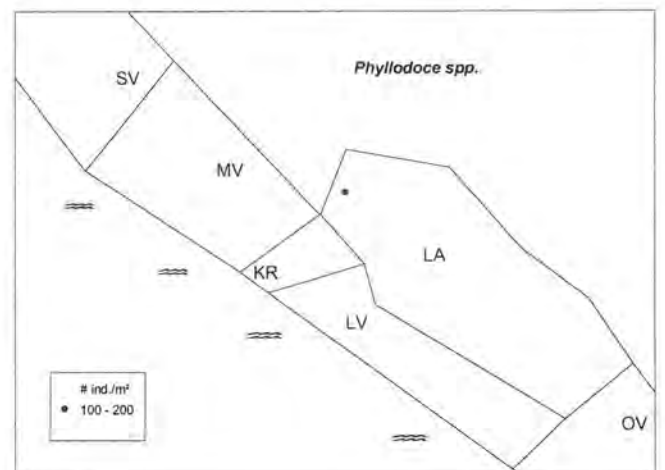 Phyllodoce spp.
SV
MV
LA
KR
LV
OV
# ind./m²
100 - 200